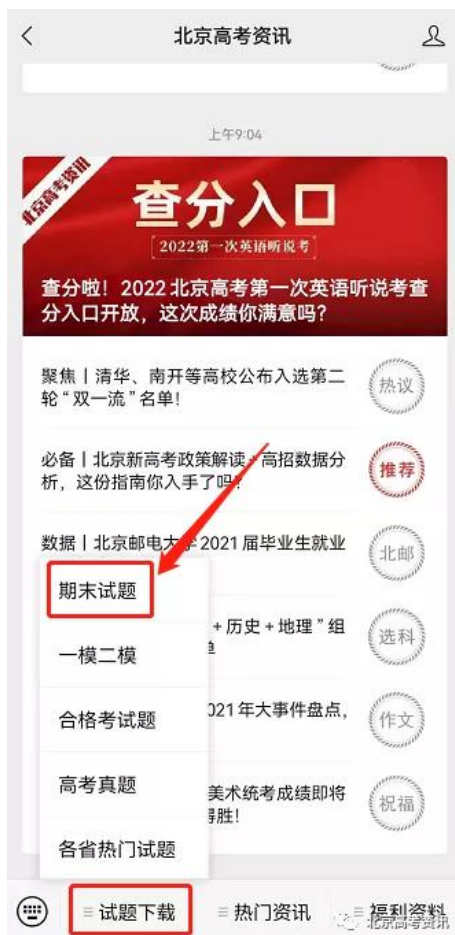 北京高考资讯
上午9:04
北京高考资讯
查分入口
2022第一次英语听说考
查分啦！2022北京高考第一次英语听说考查
分入口开放，这次成绩你满意吗？
聚焦丨清华、南开等高校公布入选第二
轮“双一流”名单！
热议
必备丨北京新高考政策解读+高招数据分
析，这份指南你入手了吗？
推荐
数据丨北京邮电大学2021届毕业生就业
北邮
+历史+地理”组
选科
021年大事件盘点，
作文
美术统考成绩即将
得胜！
祝福
期末试题
一模二模
合格考试题
高考真题
各省热门试题
试题下载
热门资讯
福利资料
北京高考资讯